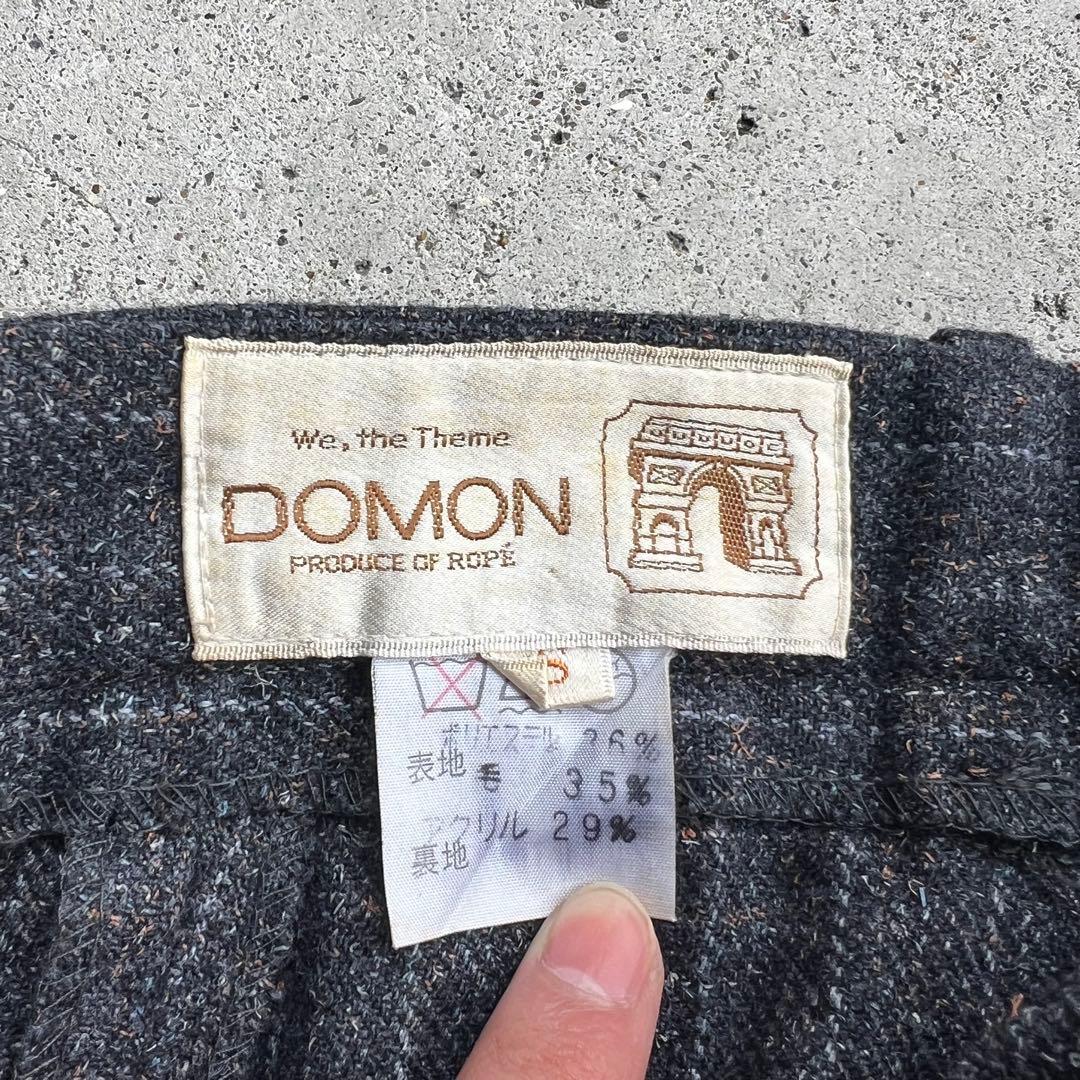 We, the Theme
DOMON
PRODUCE OF ROPÉ
S
ポリエステル 36%
表地 毛 35%
アクリル 29%
裏地